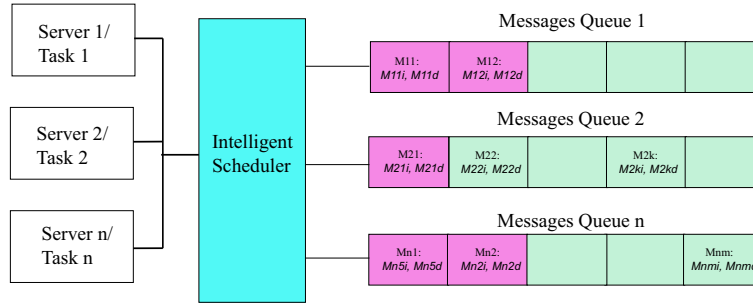 Server 1/
Task 1
Server 2/
Task 2
Server n/
Task n
Intelligent
Scheduler
Messages Queue 1
M11:
M11i, M11d
M12:
M12i, M12d
Messages Queue 2
M21:
M21i, M21d
M22:
M22i, M22d
M2k:
M2ki, M2kd
Messages Queue n
Mn1:
Mn5i, Mn5d
Mn2:
Mn2i, Mn2d
Mnm:
Mnmi, Mnmd